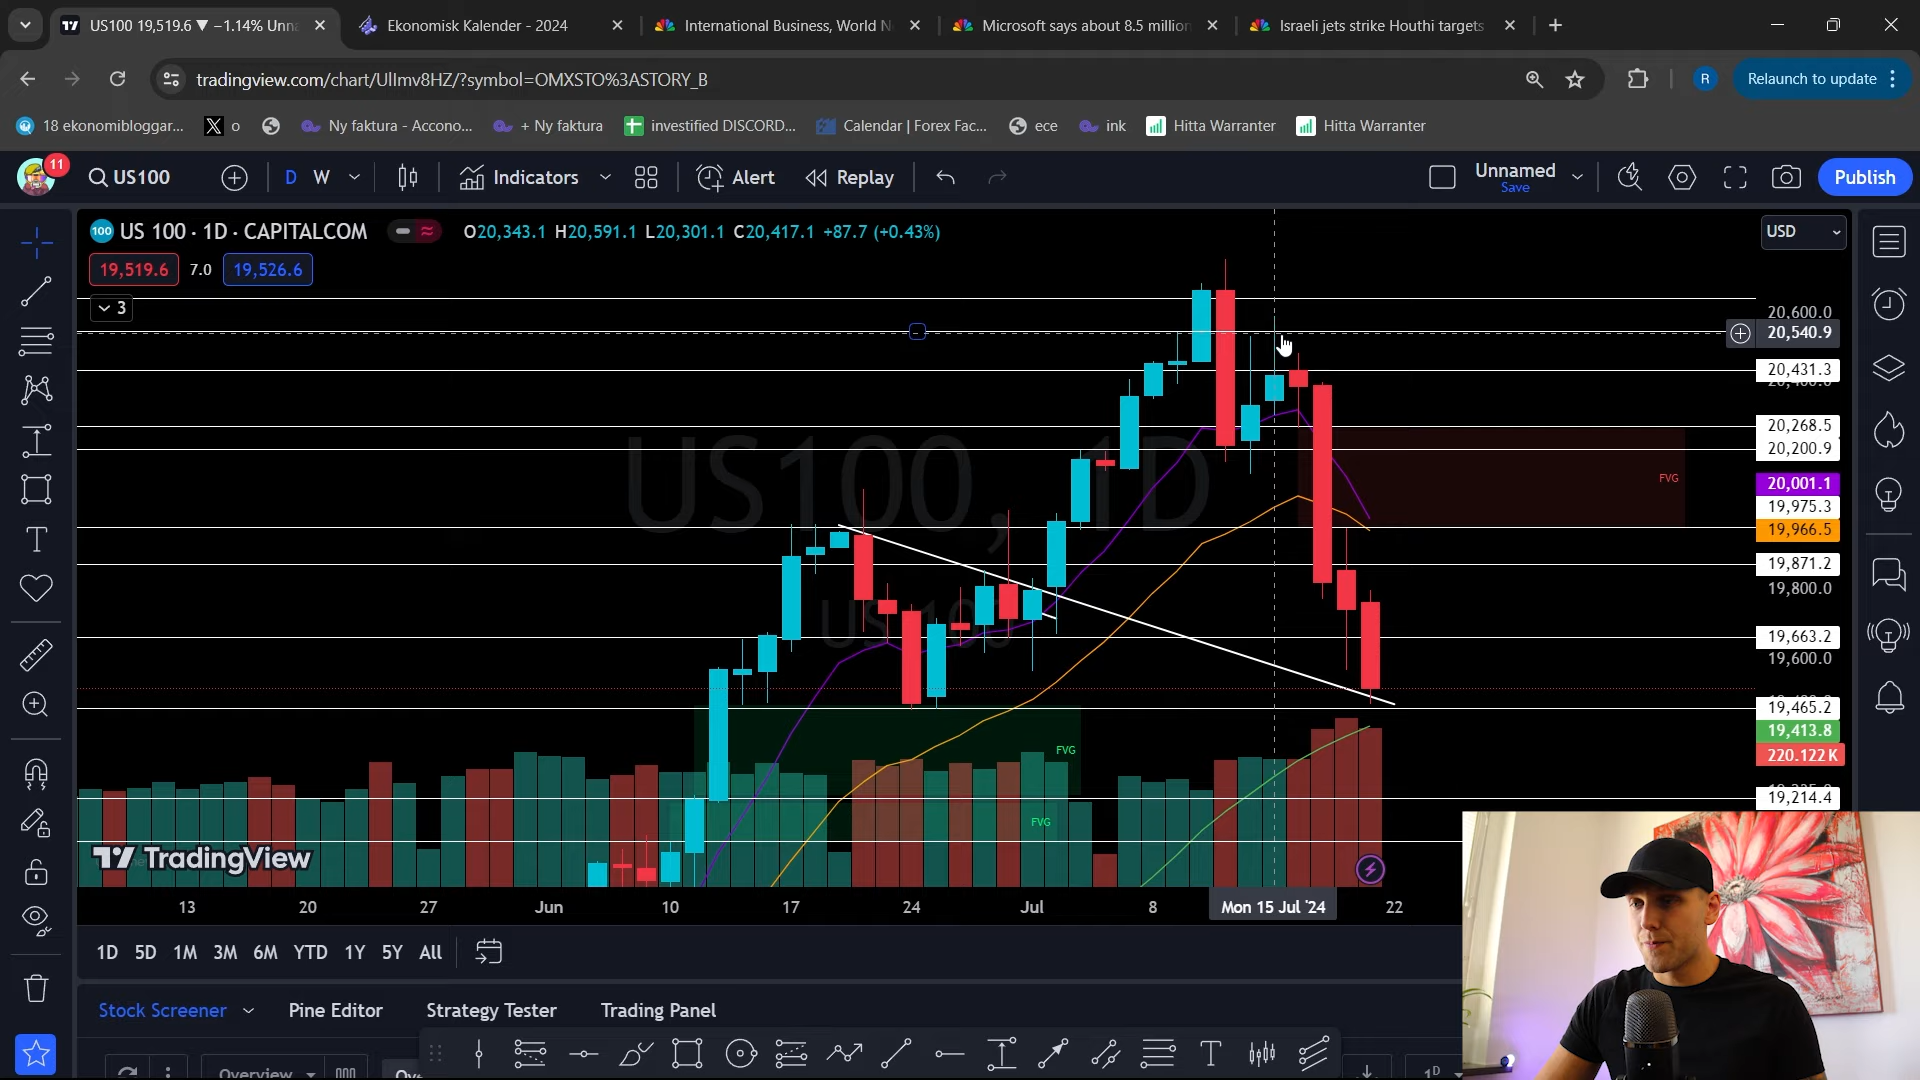 US100 19,519.6 ▼ −1.14% Unna
Ekonomisk Kalender - 2024
International Business, World N
Microsoft says about 8.5 million
Israeli jets strike Houthi targets
tradingview.com/chart/UlImv8HZ/?symbol=OMXSTO%3ASTORY_B
R
Relaunch to update
18 ekonomibloggar...
o
Ny faktura - Accono...
+ Ny faktura
investified DISCORD...
Calendar | Forex Fac...
ece
ink
Hitta Warranter
Hitta Warranter
11
US100
D
W
Indicators
Alert
Replay
Unnamed
Save
Publish
100
US 100 · 1D · CAPITALCOM
O20,343.1 H20,591.1 L20,301.1 C20,417.1 +87.7 (+0.43%)
USD
19,519.6
7.0
19,526.6
3
US100, 1D
US 100
20,600.0
20,540.9
20,431.3
20,268.5
20,200.9
20,001.1
19,975.3
19,966.5
19,871.2
19,800.0
19,663.2
19,600.0
19,465.2
19,413.8
220.122K
19,214.4
FVG
FVG
FVG
TradingView
13
20
27
Jun
10
17
24
Jul
8
Mon 15 Jul '24
22
1D
5D
1M
3M
6M
YTD
1Y
5Y
All
Stock Screener
Pine Editor
Strategy Tester
Trading Panel
Overview